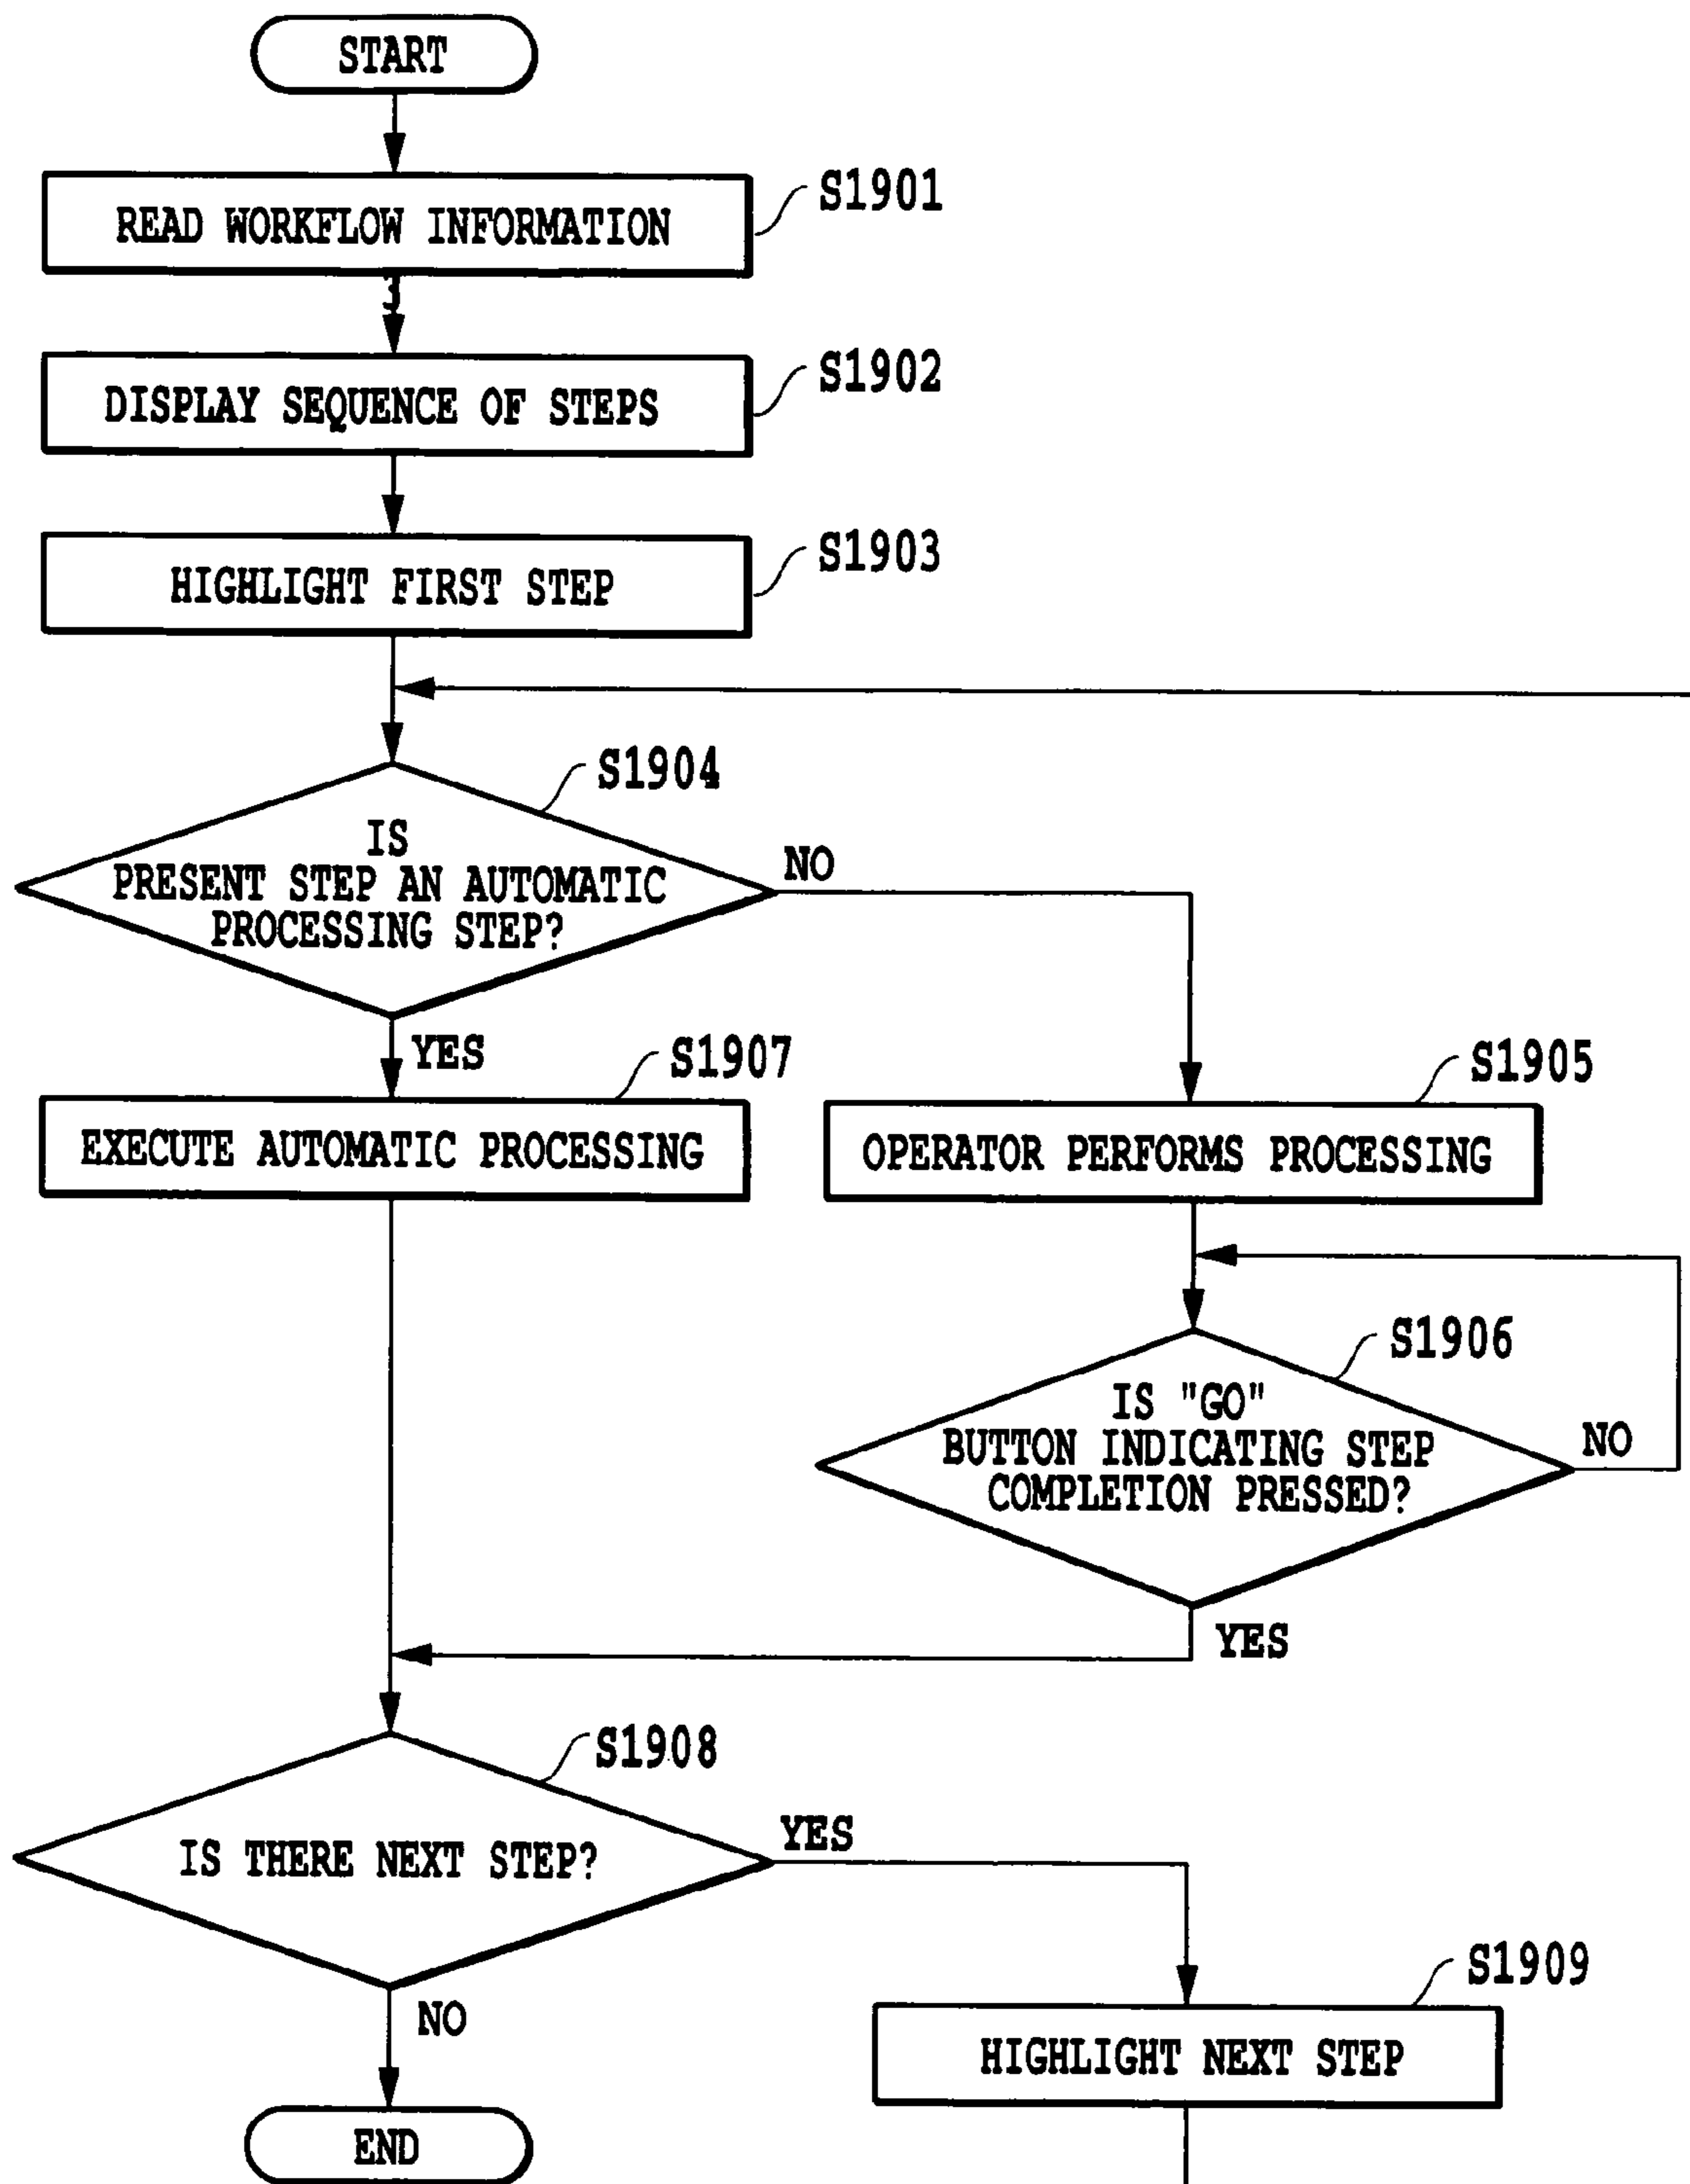 START
READ WORKFLOW INFORMATION
S1901
DISPLAY SEQUENCE OF STEPS
S1902
HIGHLIGHT FIRST STEP
S1903
S1904
IS
PRESENT STEP AN AUTOMATIC
PROCESSING STEP?
NO
YES
S1907
S1905
EXECUTE AUTOMATIC PROCESSING
OPERATOR PERFORMS PROCESSING
S1906
IS "GO"
BUTTON INDICATING STEP
COMPLETION PRESSED?
NO
YES
S1908
IS THERE NEXT STEP?
YES
S1909
NO
HIGHLIGHT NEXT STEP
END